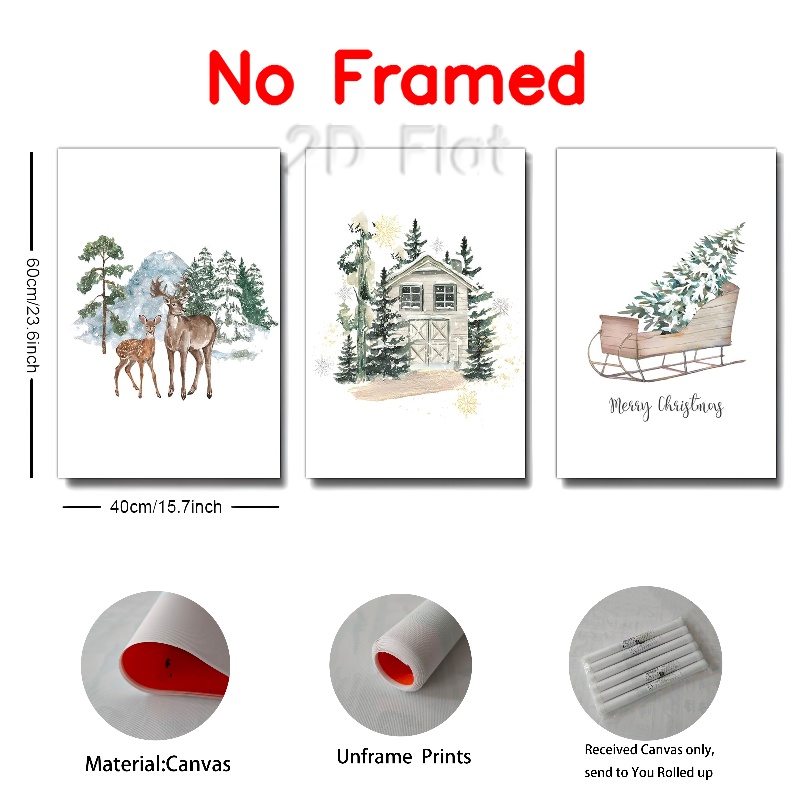 No Framed
2D Flat
60cm/23.6inch
Merry Christmas
40cm/15.7inch
Material:Canvas
Unframe Prints
Received Canvas only,
send to You Rolled up